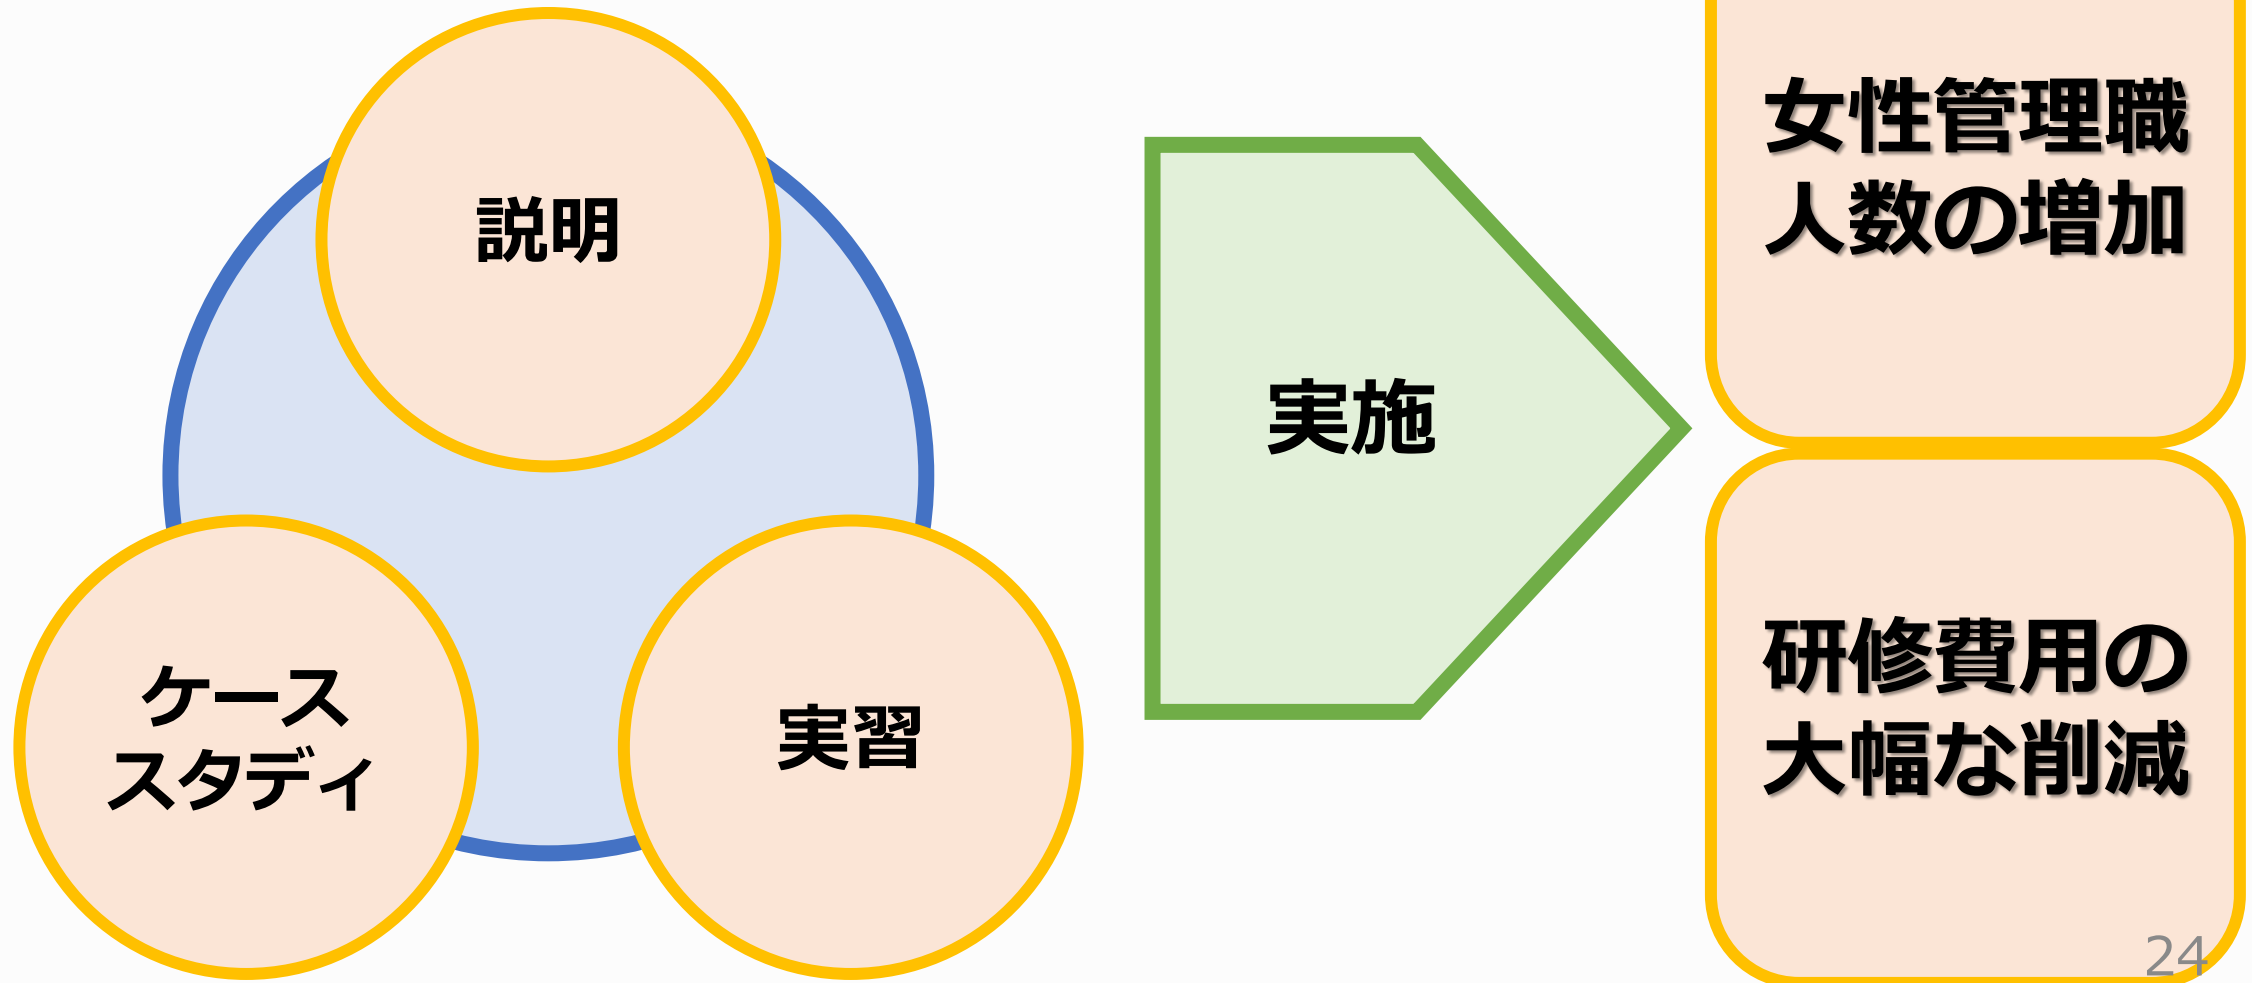 説明
ケース
スタディ
実習
実施
女性管理職
人数の増加
研修費用の
大幅な削減
24